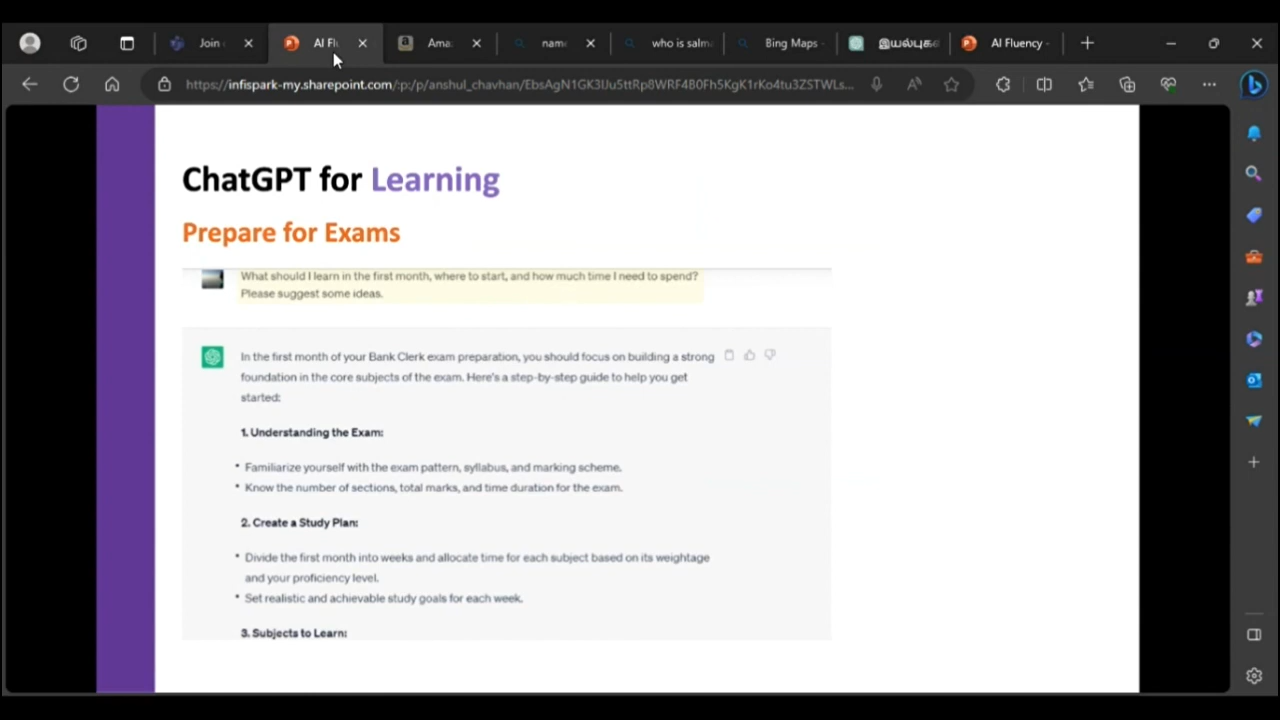 Join
AI Fl
Ama
name
who is salm
Bing Maps
AI Fluency -
https://infispark-my.sharepoint.com/:p:/p/anshul_chavhan/
ChatGPT for Learning
Prepare for Exams
What should I learn in the first month, where to start, and how much time I need to spend?
Please suggest some ideas.
In the first month of your Bank Clerk exam preparation, you should focus on building a strong
foundation in the core subjects of the exam. Here's a step-by-step guide to help you get
started:
1. Understanding the Exam:
• Familiarize yourself with the exam pattern, syllabus, and marking scheme.
• Know the number of sections, total marks, and time duration for the exam.
2. Create a Study Plan:
• Divide the first month into weeks and allocate time for each subject based on its weightage
and your proficiency level.
• Set realistic and achievable study goals for each week.
3. Subjects to Learn: